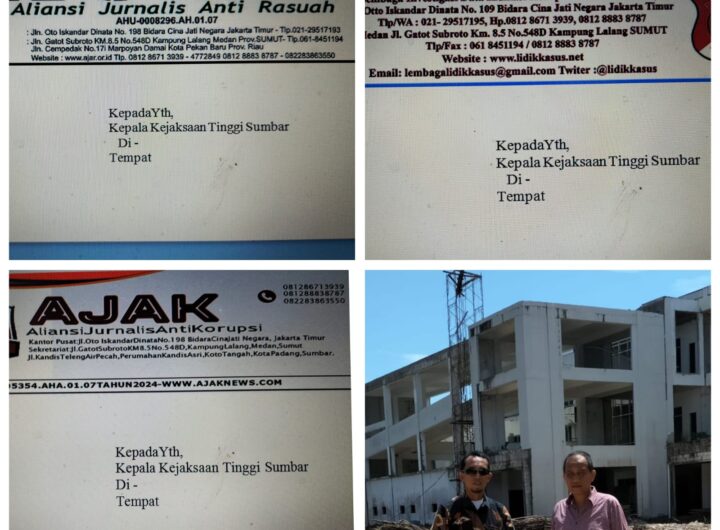 Aliansi Jurnalis Anti Rasuah
AHU-0008296.AH.01.07
: Jln. Oto Iskandar Dinata No. 198 Bidara Cina Jati Negara Jakarta Timur - Tlp.021-29517193
: Jln. Gatot Subroto KM.8.5 No.548D Kampung Lalang Medan Prov.SUMUT- Tlp.061-8451194
Jln. Cempedak No.17i Marpoyan Damai Kota Pekan Baru Prov. Riau
Website : www.ajar.or.id Tlp. 0812 8671 3939 - 4772849 0812 8883 8787 - 082283863550
KepadaYth,
Kepala Kejaksaan Tinggi Sumbar
Di -
Tempat
Oto Iskandar Dinata No. 109 Bidara Cina Jati Negara Jakarta Timur
Tlp/WA : 021- 29517195, Hp.0812 8671 3939, 0812 8883 8787
Medan Jl. Gatot Subroto Km. 8.5 No.548D Kampung Lalang SUMUT
Tlp/Fax : 061 8451194 / 0812 8883 8787
Website : www.lidikkasus.net
Email: lembagalidikkasus@gmail.com Twiter :@lidikkasus
KepadaYth,
Kepala Kejaksaan Tinggi Sumbar
Di -
Tempat
081286713939
081288838787
082283863550
AJAK
AliansiJurnalisAntiKorupsi
Kantor Pusat:Jl.Oto IskandarDinataNo.198 BidaraCinaJati Negara, Jakarta Timur
Sekretariat:Jl.GatotSubrotoKM8.5No.548D,KampungLalang,Medan,Sumut
Jl.KandisTelengAirPecah,PerumahanKandisAsri,KotoTangah,KotaPadang,Sumbar.
05354.AHA.01.07TAHUN2024-WWW.AJAKNEWS.COM
KepadaYth,
Kepala Kejaksaan Tinggi Sumbar
Di -
Tempat